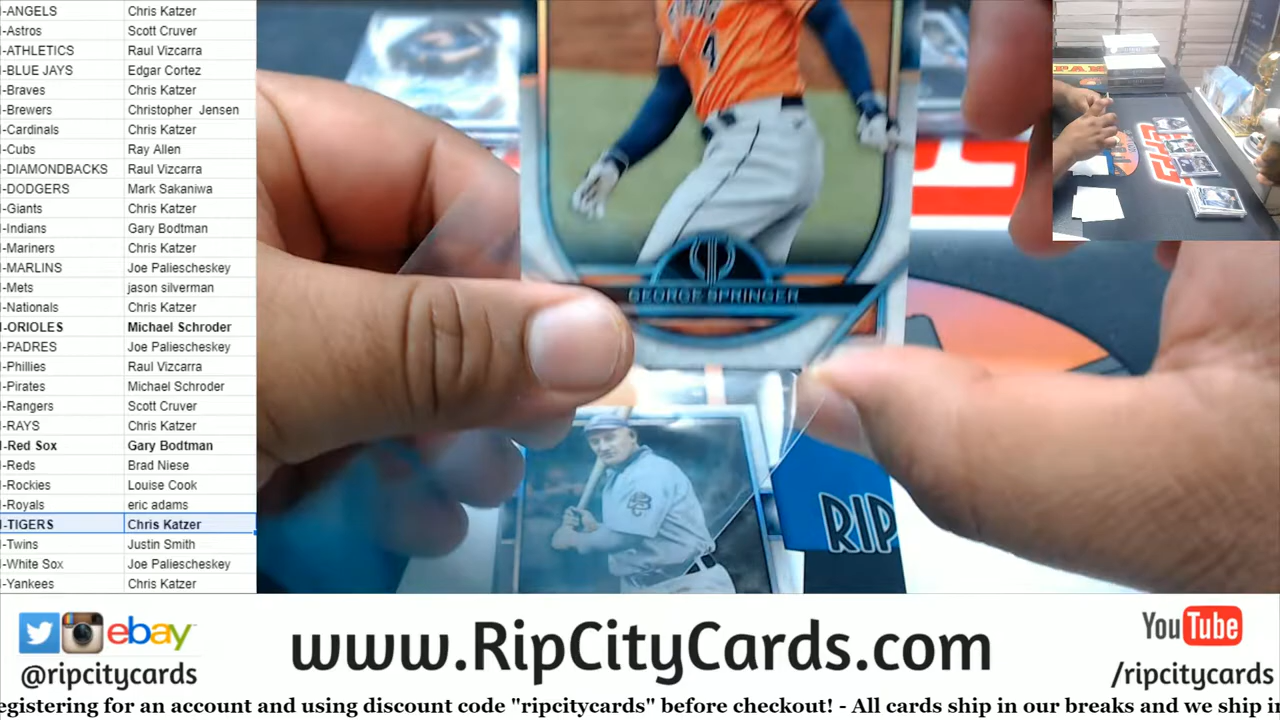 I-ANGELS Chris Katzer
I-Astros Scott Cruver
I-ATHLETICS Raul Vizcarra
I-BLUE JAYS Edgar Cortez
I-Braves Chris Katzer
I-Brewers Christopher Jensen
I-Cardinals Chris Katzer
I-Cubs Ray Allen
I-DIAMONDBACKS Raul Vizcarra
I-DODGERS Mark Sakaniwa
I-Giants Chris Katzer
I-Indians Gary Bodtman
I-Mariners Chris Katzer
I-MARLINS Joe Paliescheskey
I-Mets jason silverman
I-Nationals Chris Katzer
I-ORIOLES Michael Schroder
I-PADRES Joe Paliescheskey
I-Phillies Raul Vizcarra
I-Pirates Michael Schroder
I-Rangers Scott Cruver
I-RAYS Chris Katzer
I-Red Sox Gary Bodtman
I-Reds Brad Niese
I-Rockies Louise Cook
I-Royals eric adams
I-TIGERS Chris Katzer
I-Twins Justin Smith
I-White Sox Joe Paliescheskey
I-Yankees Chris Katzer
4
GEORGE SPRINGER
RIP
ebay
@ripcitycards
www.RipCityCards.com
YouTube
/ripcitycards
egistering for an account and using discount code "ripcitycards" before checkout! - All cards ship in our breaks and we ship i